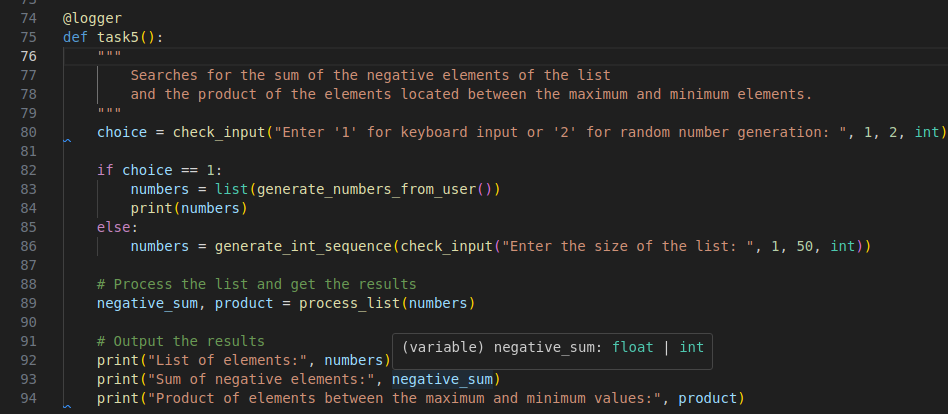 73
74 @logger
75 def task5():
76     """
77         Searches for the sum of the negative elements of the list
78         and the product of the elements located between the maximum and minimum elements.
79     """
80     choice = check_input("Enter '1' for keyboard input or '2' for random number generation: ", 1, 2, int)
81
82     if choice == 1:
83         numbers = list(generate_numbers_from_user())
84         print(numbers)
85     else:
86         numbers = generate_int_sequence(check_input("Enter the size of the list: ", 1, 50, int))
87
88     # Process the list and get the results
89     negative_sum, product = process_list(numbers)
90
91     # Output the results
(variable) negative_sum: float | int
92     print("List of elements:", numbers)
93     print("Sum of negative elements:", negative_sum)
94     print("Product of elements between the maximum and minimum values:", product)